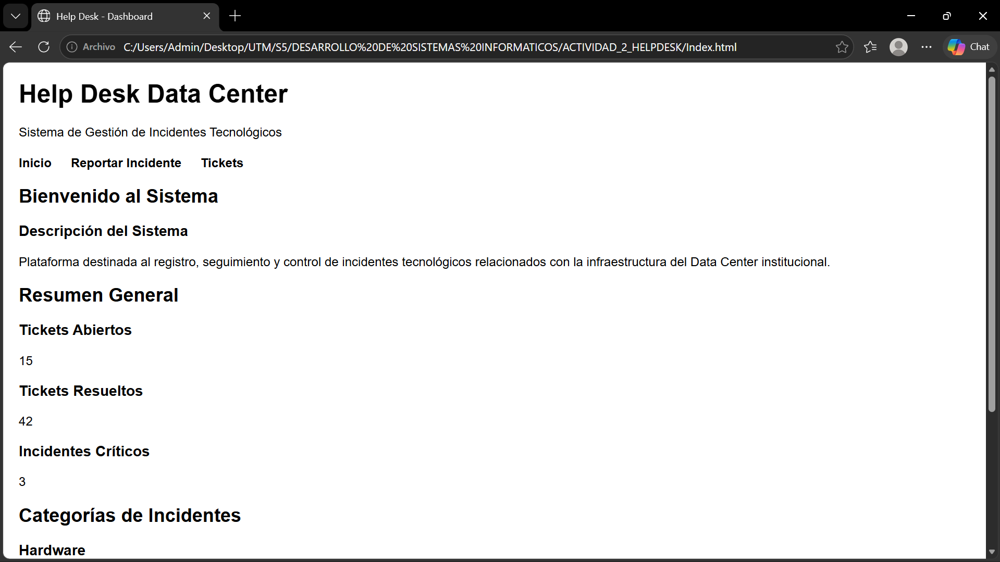 Help Desk - Dashboard
Archivo C:/Users/Admin/Desktop/UTM/S5/DESARROLLO%20DE%20SISTEMAS%20INFORMATICOS/ACTIVIDAD_2_HELPDESK/Index.html
Chat
Help Desk Data Center
Sistema de Gestión de Incidentes Tecnológicos
Inicio Reportar Incidente Tickets
Bienvenido al Sistema
Descripción del Sistema
Plataforma destinada al registro, seguimiento y control de incidentes tecnológicos relacionados con la infraestructura del Data Center institucional.
Resumen General
Tickets Abiertos
15
Tickets Resueltos
42
Incidentes Críticos
3
Categorías de Incidentes
Hardware